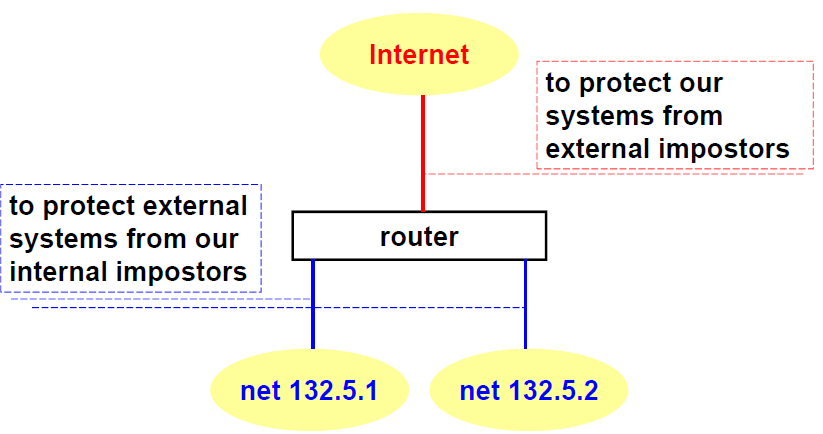 Internet
to protect our
systems from
external impostors
to protect external
systems from our
internal impostors
router
net 132.5.1
net 132.5.2